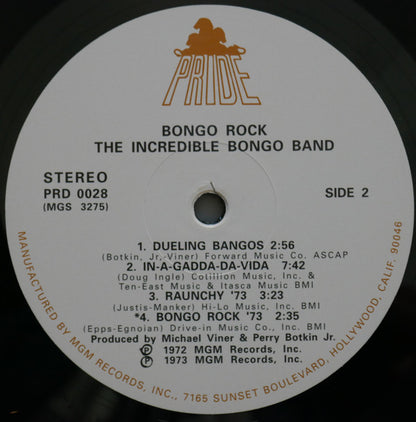 PRIDE
BONGO ROCK
THE INCREDIBLE BONGO BAND
STEREO
PRD 0028
(MGS 3275)
SIDE 2
1. DUELING BANGOS 2:56
(Botkin, Jr,-Viner) Forward Music Co. ASCAP
2. IN-A-GADDA-DA-VIDA 7:42
(Doug Ingle) Cotillion Music, Inc. &
Ten-East Music & Itasca Music BMI
3. RAUNCHY '73 3:23
(Justis-Manker) Hi-Lo Music, Inc. BMI
*4. BONGO ROCK '73 2:35
(Epps-Egnoian) Drive-in Music Co., Inc. BMI
Produced by Michael Viner & Perry Botkin Jr.
℗ 1972 MGM Records, Inc.
© 1973 MGM Records, Inc.
MANUFACTURED BY MGM RECORDS, INC., 7165 SUNSET BOULEVARD, HOLLYWOOD, CALIF. 90046